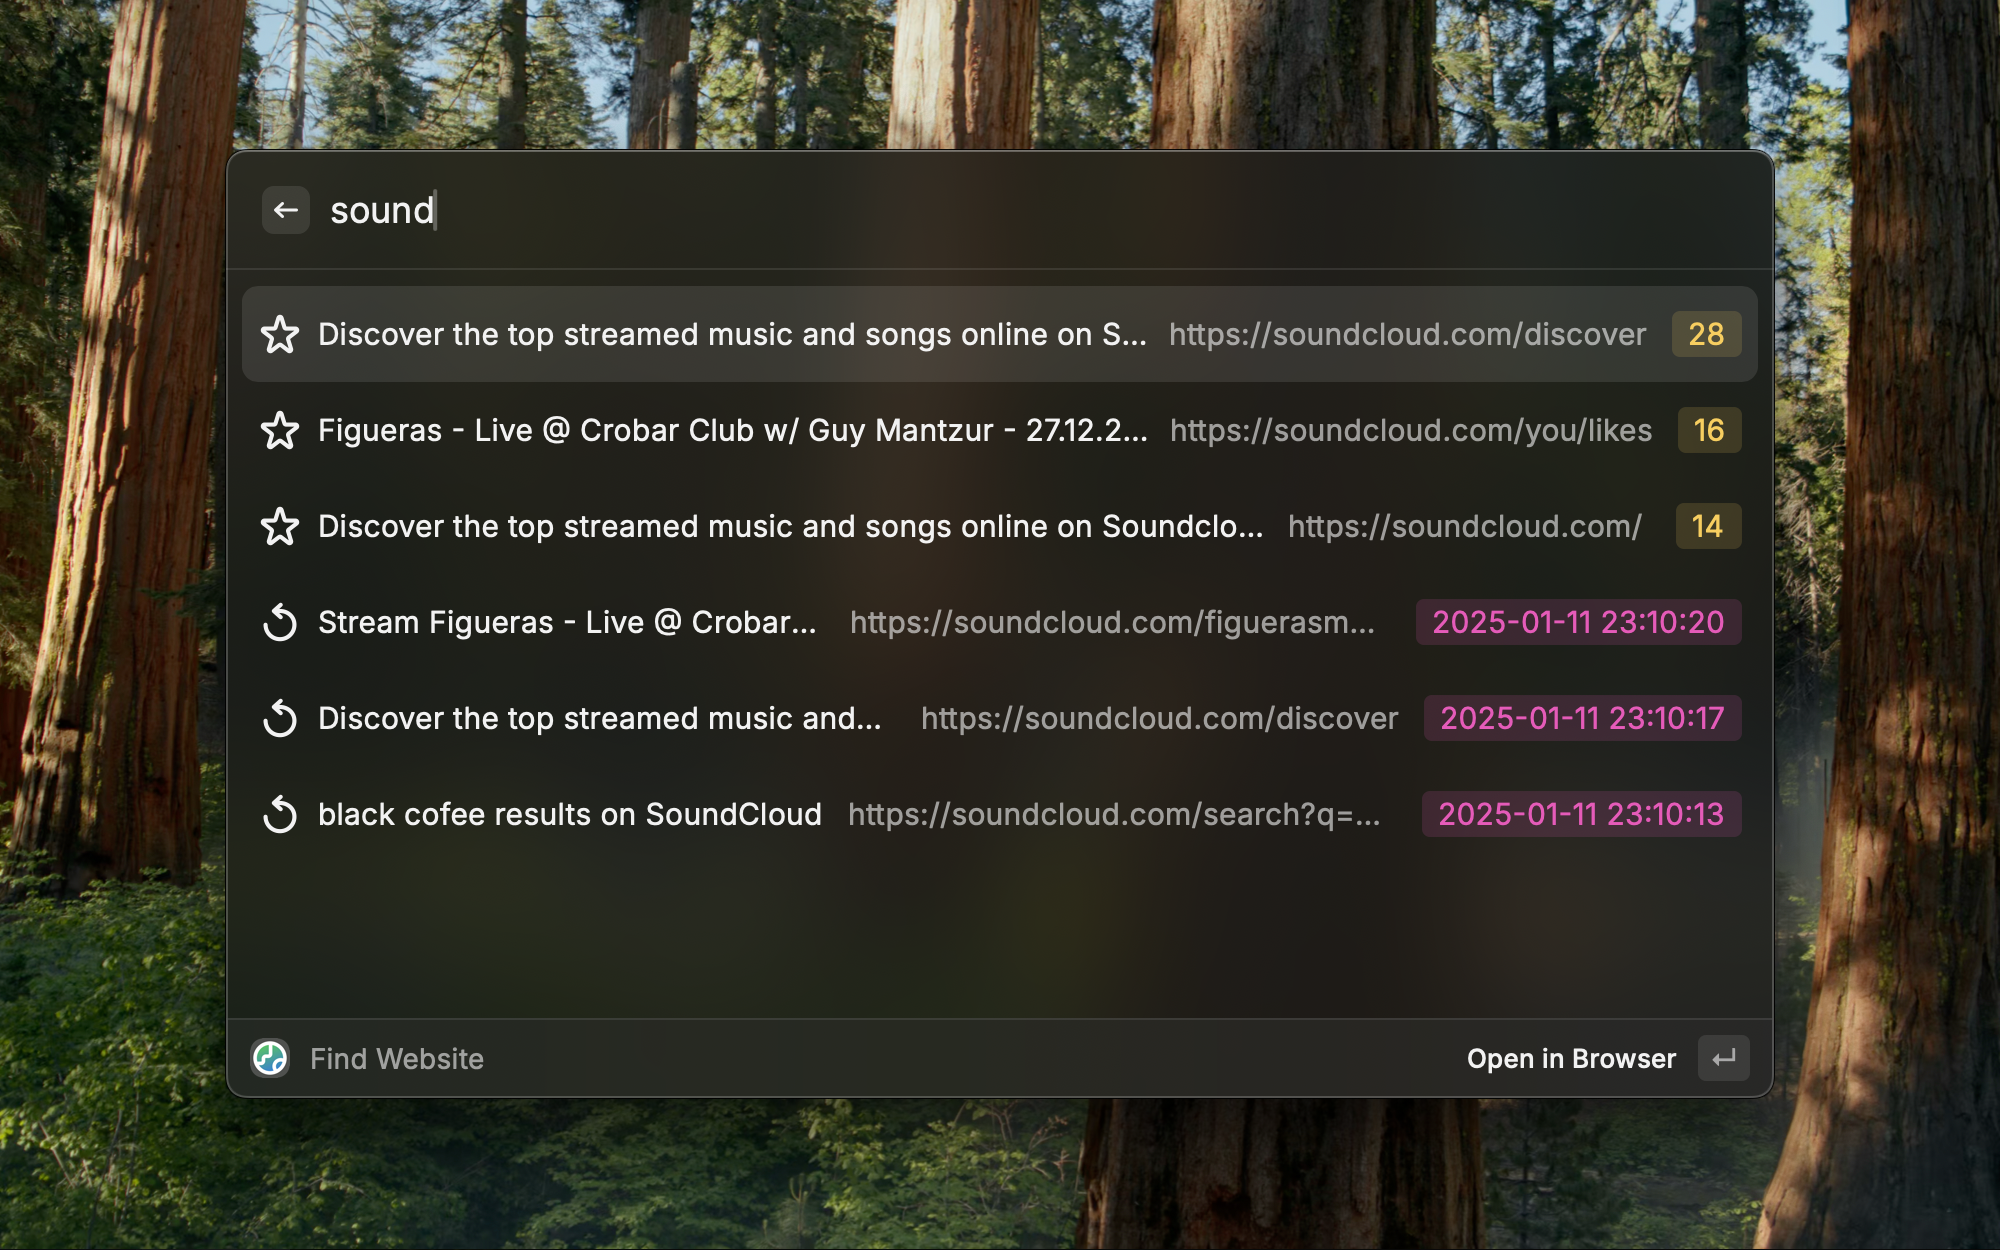 sound
Discover the top streamed music and songs online on S... https://soundcloud.com/discover 28
Figueras - Live @ Crobar Club w/ Guy Mantzur - 27.12.2... https://soundcloud.com/you/likes 16
Discover the top streamed music and songs online on Soundclo... https://soundcloud.com/ 14
Stream Figueras - Live @ Crobar... https://soundcloud.com/figuerasm... 2025-01-11 23:10:20
Discover the top streamed music and... https://soundcloud.com/discover 2025-01-11 23:10:17
black cofee results on SoundCloud https://soundcloud.com/search?q=... 2025-01-11 23:10:13
Find Website Open in Browser